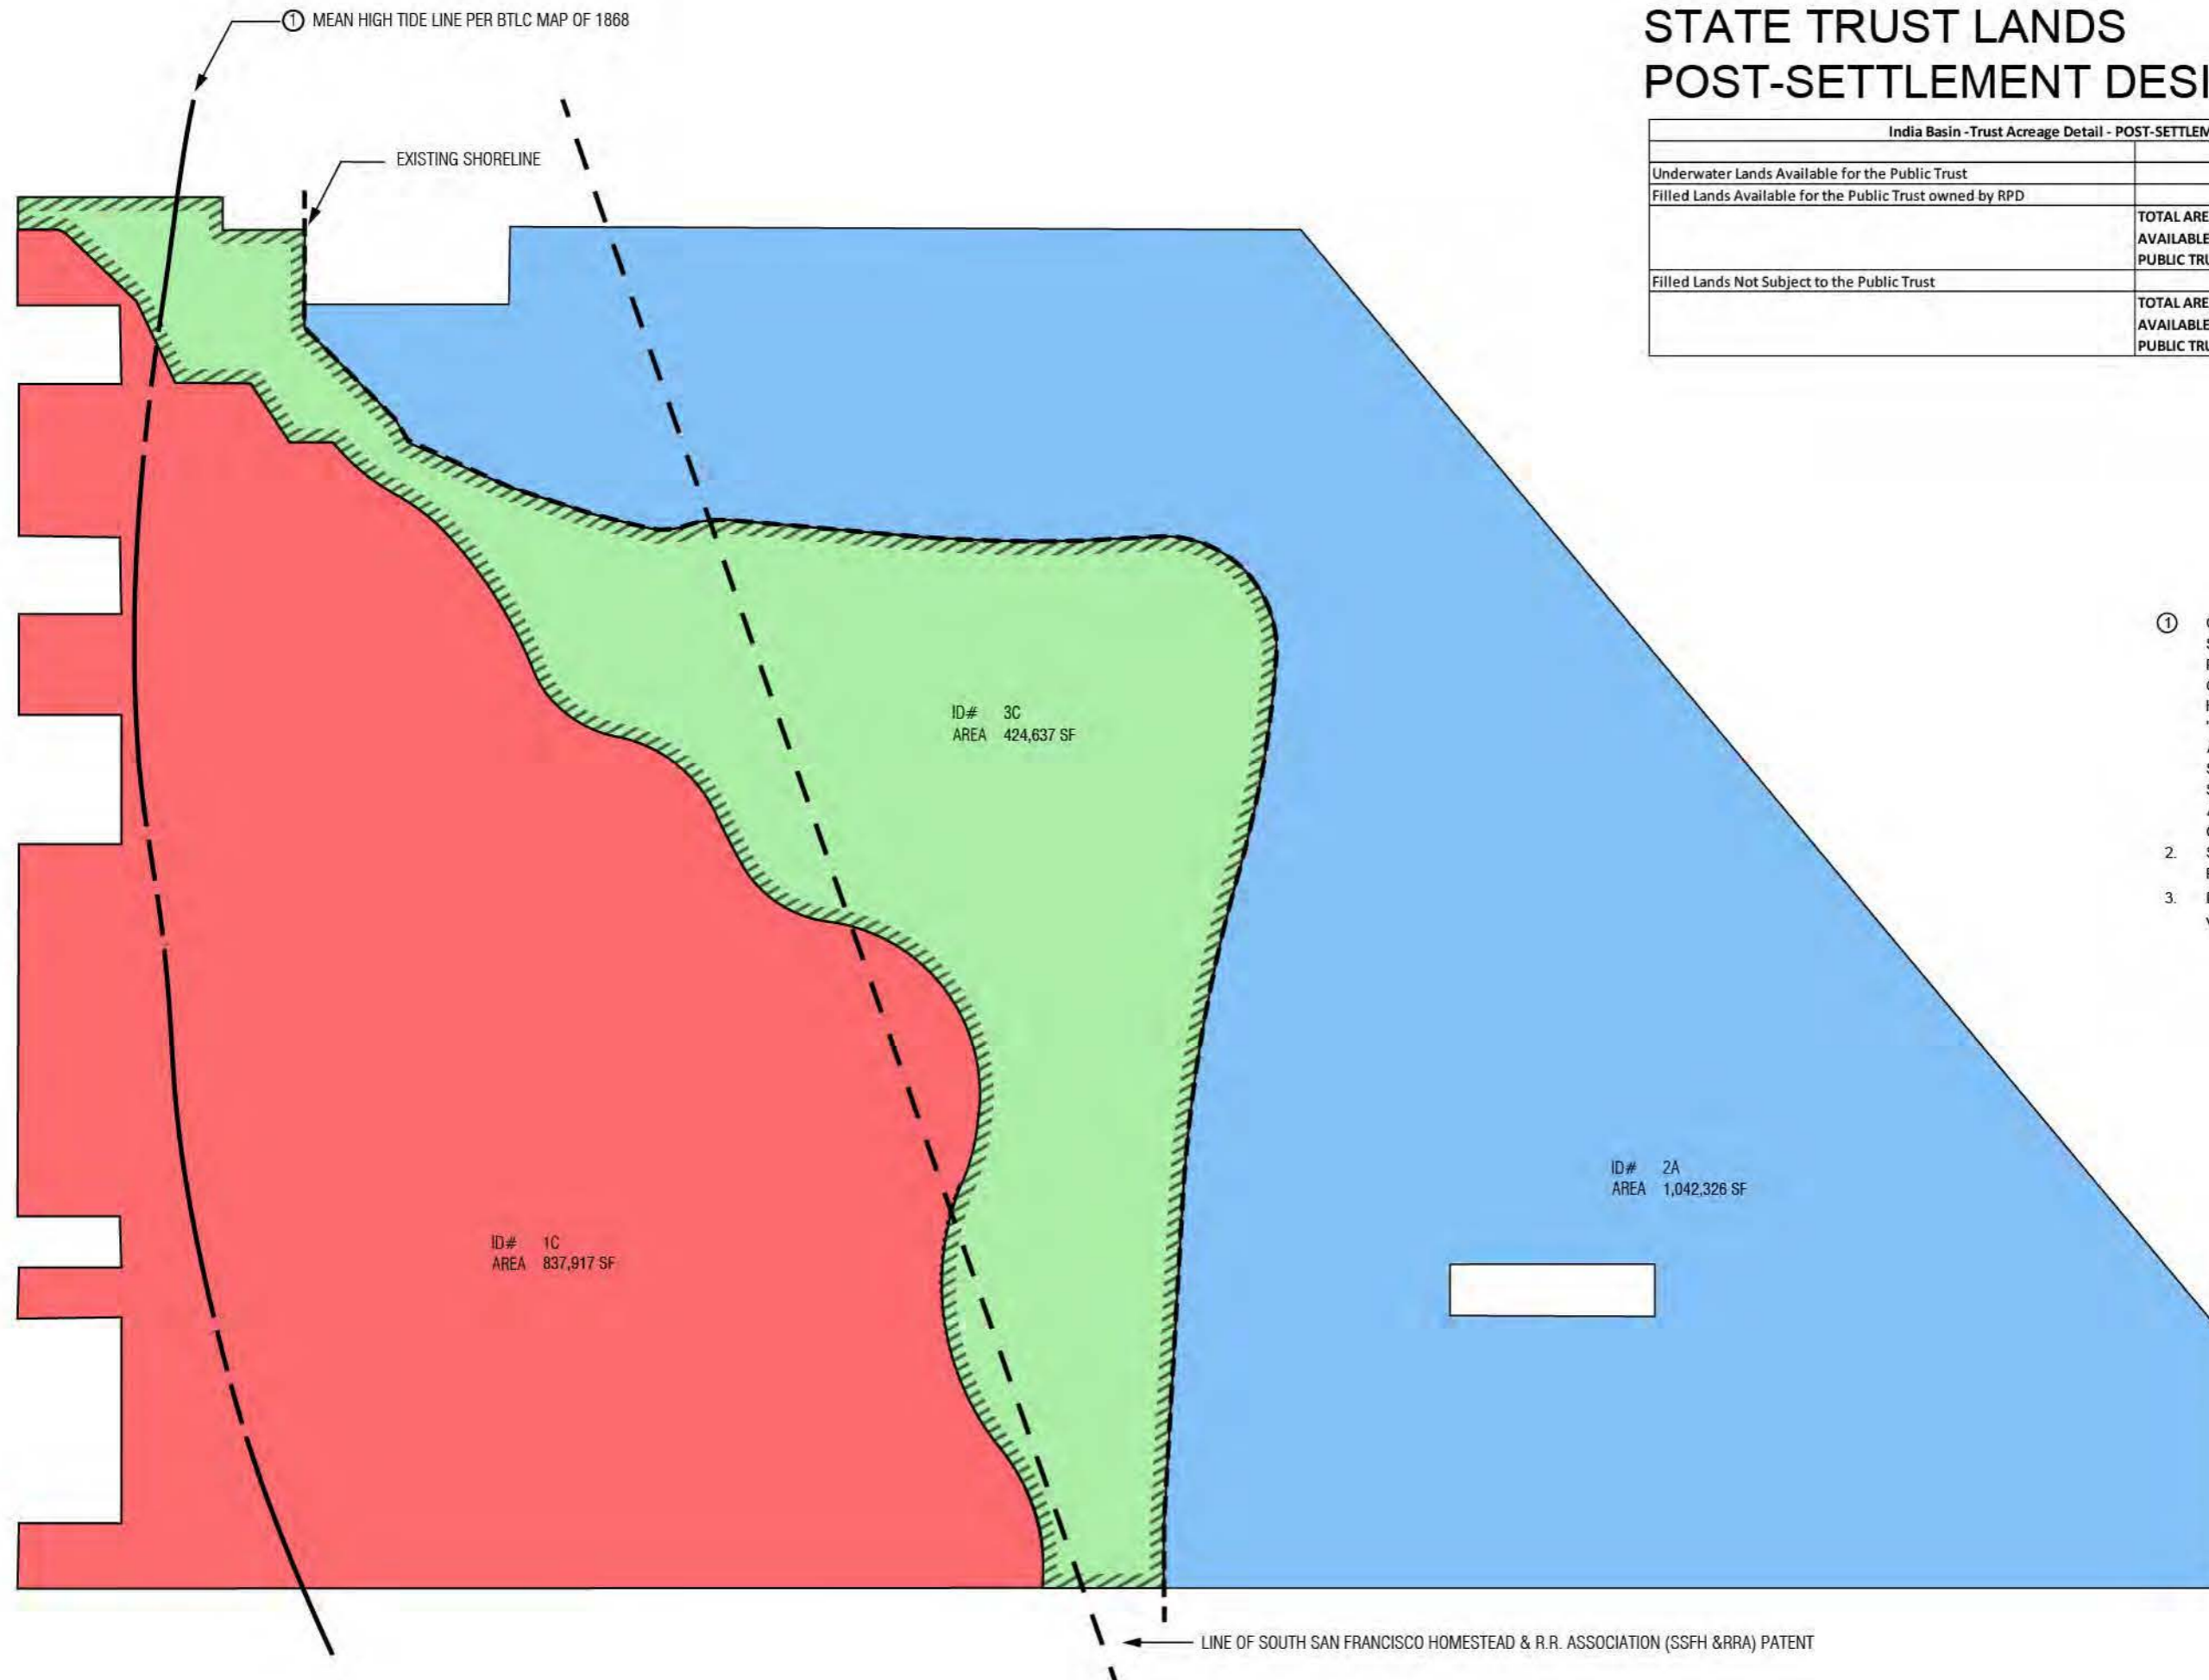 STATE TRUST LANDS
POST-SETTLEMENT DESI
① MEAN HIGH TIDE LINE PER BTLC MAP OF 1868
EXISTING SHORELINE
India Basin -Trust Acreage Detail - POST-SETTLEM
Underwater Lands Available for the Public Trust
Filled Lands Available for the Public Trust owned by RPD
TOTAL ARE
AVAILABLE
PUBLIC TRU
Filled Lands Not Subject to the Public Trust
TOTAL ARE
AVAILABLE
PUBLIC TRU
①
2.
3.
ID# 3C
AREA 424,637 SF
ID# 2A
AREA 1,042,326 SF
ID# 1C
AREA 837,917 SF
LINE OF SOUTH SAN FRANCISCO HOMESTEAD & R.R. ASSOCIATION (SSFH &RRA) PATENT